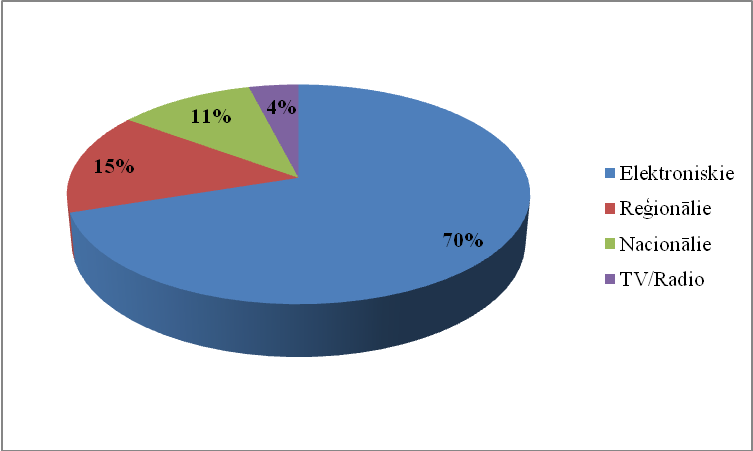 4%
11%
15%
70%
Elektroniskie
Reģionālie
Nacionālie
TV/Radio